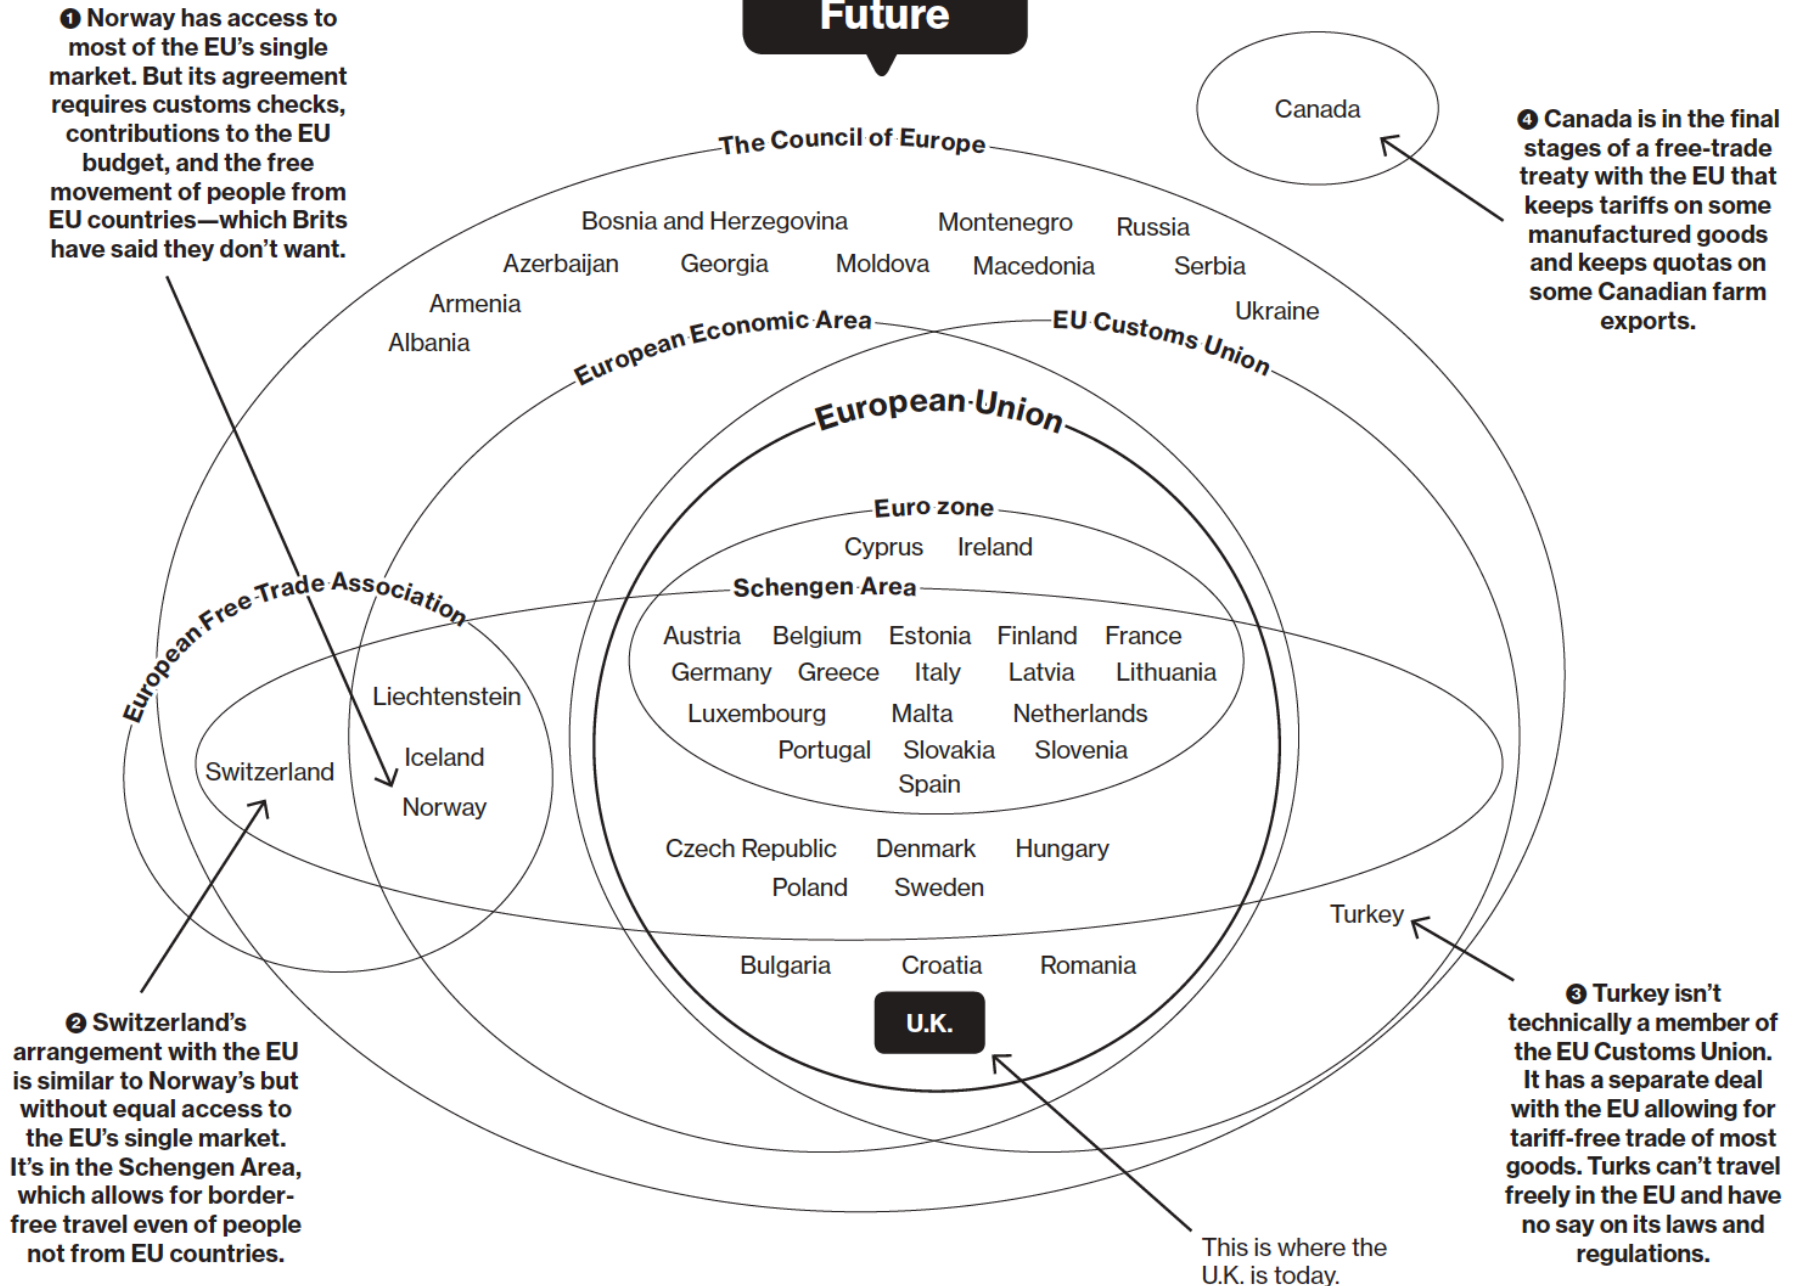 Future
❶ Norway has access to
most of the EU’s single
market. But its agreement
requires customs checks,
contributions to the EU
budget, and the free
movement of people from
EU countries—which Brits
have said they don’t want.
Canada
❹ Canada is in the final
stages of a free-trade
treaty with the EU that
keeps tariffs on some
manufactured goods
and keeps quotas on
some Canadian farm
exports.
The Council of Europe
Bosnia and Herzegovina Montenegro Russia
Azerbaijan Georgia Moldova Macedonia Serbia
Armenia Ukraine
Albania
European Economic Area
EU Customs Union
European Union
Euro zone
Cyprus Ireland
Schengen Area
European Free Trade Association
Austria Belgium Estonia Finland France
Germany Greece Italy Latvia Lithuania
Luxembourg Malta Netherlands
Portugal Slovakia Slovenia
Spain
Liechtenstein
Iceland
Switzerland
Norway
Czech Republic Denmark Hungary
Poland Sweden
Turkey
Bulgaria Croatia Romania
U.K.
❷ Switzerland’s
arrangement with the EU
is similar to Norway’s but
without equal access to
the EU’s single market.
It’s in the Schengen Area,
which allows for border-
free travel even of people
not from EU countries.
❸ Turkey isn’t
technically a member of
the EU Customs Union.
It has a separate deal
with the EU allowing for
tariff-free trade of most
goods. Turks can’t travel
freely in the EU and have
no say on its laws and
regulations.
This is where the
U.K. is today.